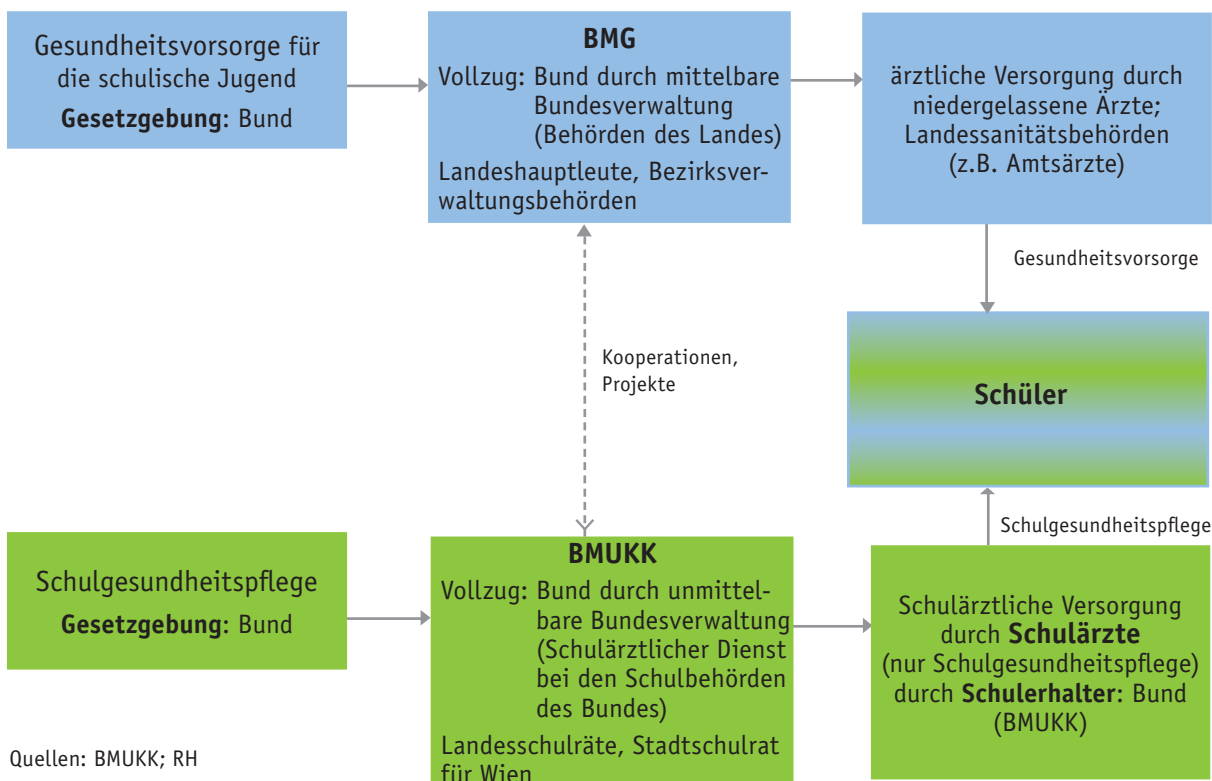 Gesundheitsvorsorge für
die schulische Jugend
Gesetzgebung: Bund
BMG
Vollzug: Bund durch mittelbare
Bundesverwaltung
(Behörden des Landes)
Landeshauptleute, Bezirksver-
waltungsbehörden
ärztliche Versorgung durch
niedergelassene Ärzte;
Landessanitätsbehörden
(z.B. Amtsärzte)
Gesundheitsvorsorge
Kooperationen,
Projekte
Schüler
Schulgesundheitspflege
Schulgesundheitspflege
Gesetzgebung: Bund
BMUKK
Vollzug: Bund durch unmittel-
bare Bundesverwaltung
(Schulärztlicher Dienst
bei den Schulbehörden
des Bundes)
Landesschulräte, Stadtschulrat
für Wien
Schulärztliche Versorgung
durch Schulärzte
(nur Schulgesundheitspflege)
durch Schulerhalter: Bund
(BMUKK)
Quellen: BMUKK; RH